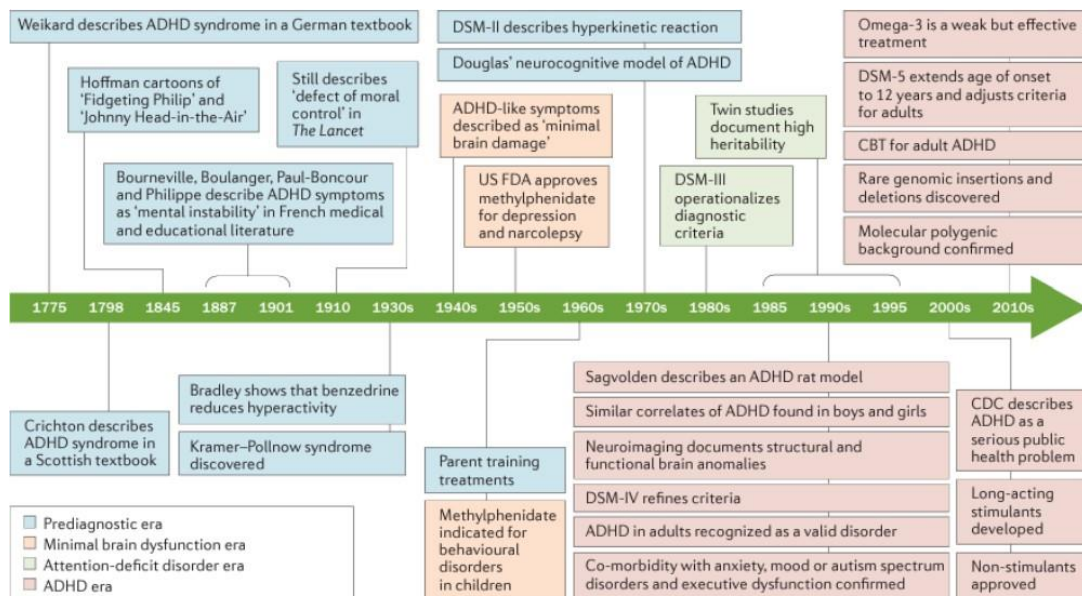 Weikard describes ADHD syndrome in a German textbook
Hoffman cartoons of
‘Fidgeting Philip’ and
‘Johnny Head-in-the-Air’
Still describes
‘defect of moral
control’ in
The Lancet
Bourneville, Boulanger, Paul-Boncour
and Philippe describe ADHD symptoms
as ‘mental instability’ in French medical
and educational literature
DSM-II describes hyperkinetic reaction
Douglas’ neurocognitive model of ADHD
ADHD-like symptoms
described as ‘minimal
brain damage’
US FDA approves
methylphenidate
for depression
and narcolepsy
Twin studies
document high
heritability
DSM-III
operationalizes
diagnostic
criteria
Omega-3 is a weak but effective
treatment
DSM-5 extends age of onset
to 12 years and adjusts criteria
for adults
CBT for adult ADHD
Rare genomic insertions and
deletions discovered
Molecular polygenic
background confirmed
1775 1798 1845 1887 1901 1910 1930s 1940s 1950s 1960s 1970s 1980s 1985 1990s 1995 2000s 2010s
Crichton describes
ADHD syndrome in
a Scottish textbook
Bradley shows that benzedrine
reduces hyperactivity
Kramer–Pollnow syndrome
discovered
Parent training
treatments
Methylphenidate
indicated for
behavioural
disorders
in children
Sagvolden describes an ADHD rat model
Similar correlates of ADHD found in boys and girls
Neuroimaging documents structural and
functional brain anomalies
DSM-IV refines criteria
ADHD in adults recognized as a valid disorder
Co-morbidity with anxiety, mood or autism spectrum
disorders and executive dysfunction confirmed
CDC describes
ADHD as a
serious public
health problem
Long-acting
stimulants
developed
Non-stimulants
approved
Prediagnostic era
Minimal brain dysfunction era
Attention-deficit disorder era
ADHD era